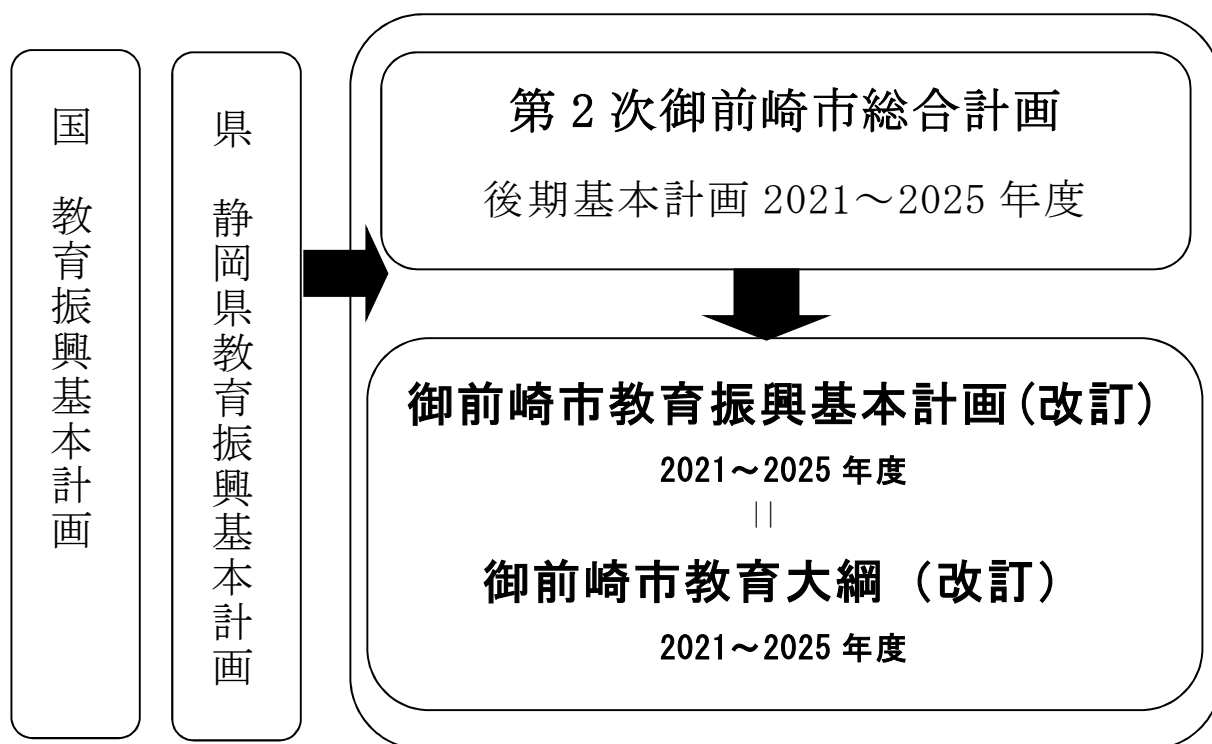 国 教育振興基本計画
県 静岡県教育振興基本計画
第2次御前崎市総合計画
後期基本計画 2021～2025 年度
御前崎市教育振興基本計画(改訂)
2021～2025 年度
||
御前崎市教育大綱（改訂）
2021～2025 年度